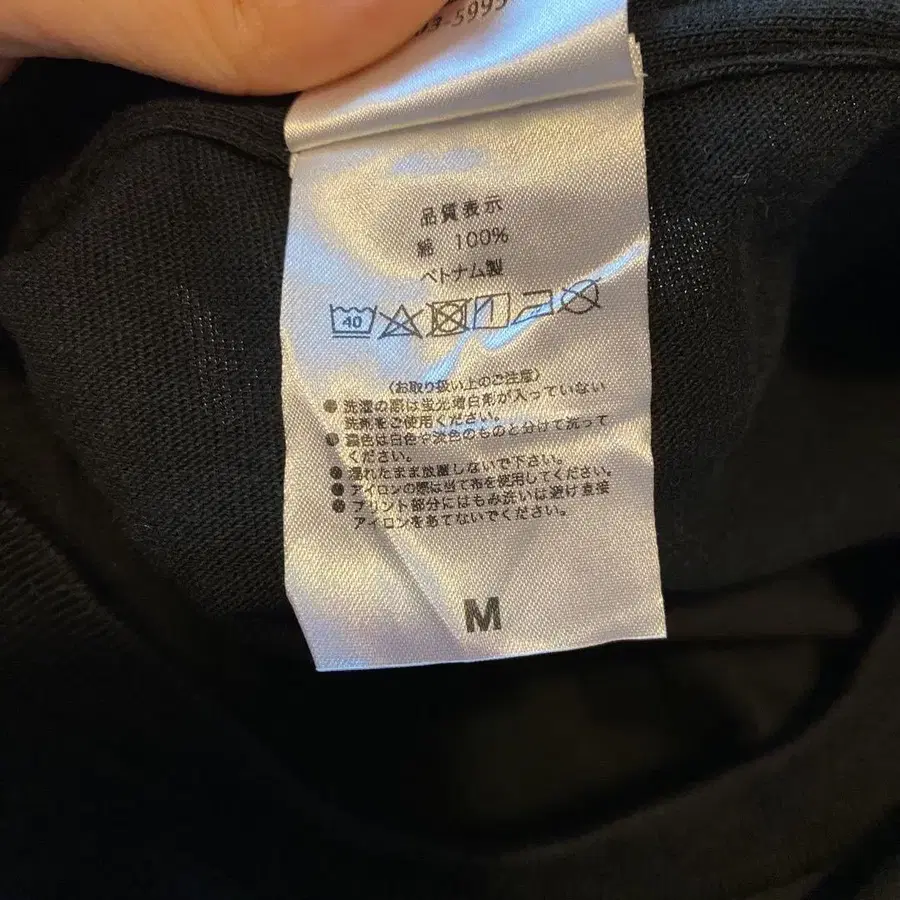 03-5995
品質表示
綿 100%
ベトナム製
40
〈お取り扱い上のご注意〉
● 洗濯の際は蛍光増白剤が入っていない
洗剤をご使用ください。
● 濃色は白色や淡色のものと分けて洗って
ください。
● 濡れたまま放置しないで下さい。
● アイロンの際は当て布を使用してください。
● プリント部分にはもみ洗いは避け直接
アイロンをあてないでください。
M